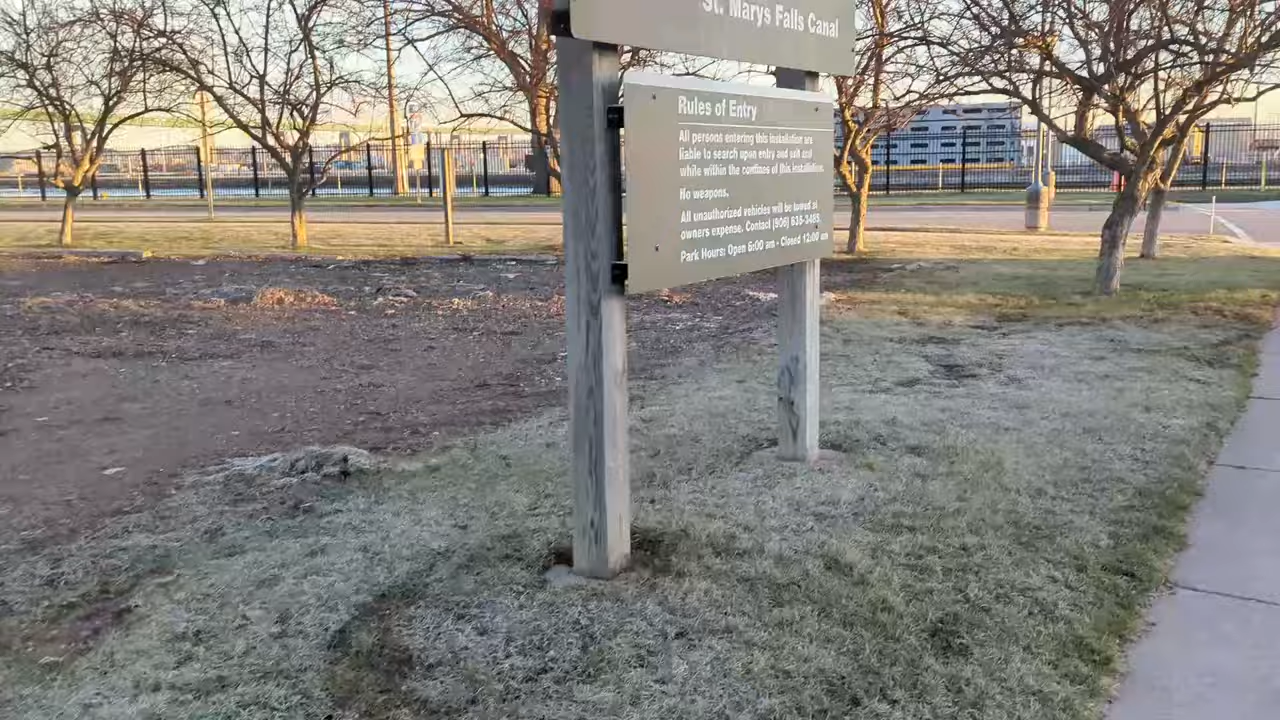 St. Marys Falls Canal
Rules of Entry
All persons entering this installation are
liable to search upon entry and exit and
while within the confines of this installation.
No weapons.
All unauthorized vehicles will be towed at
owners expense. Contact (906) 635-3485.
Park Hours: Open 6:00 am - Closed 12:00 am